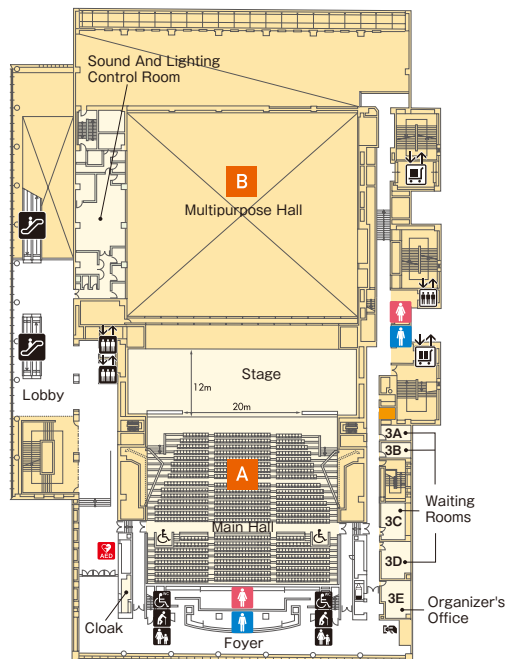 Sound And Lighting
Control Room
B
Multipurpose Hall
Stage
12m
20m
Lobby
A
Main Hall
3A
3B
3C
3D
3E
Waiting
Rooms
Organizer's
Office
AED
Cloak
Foyer